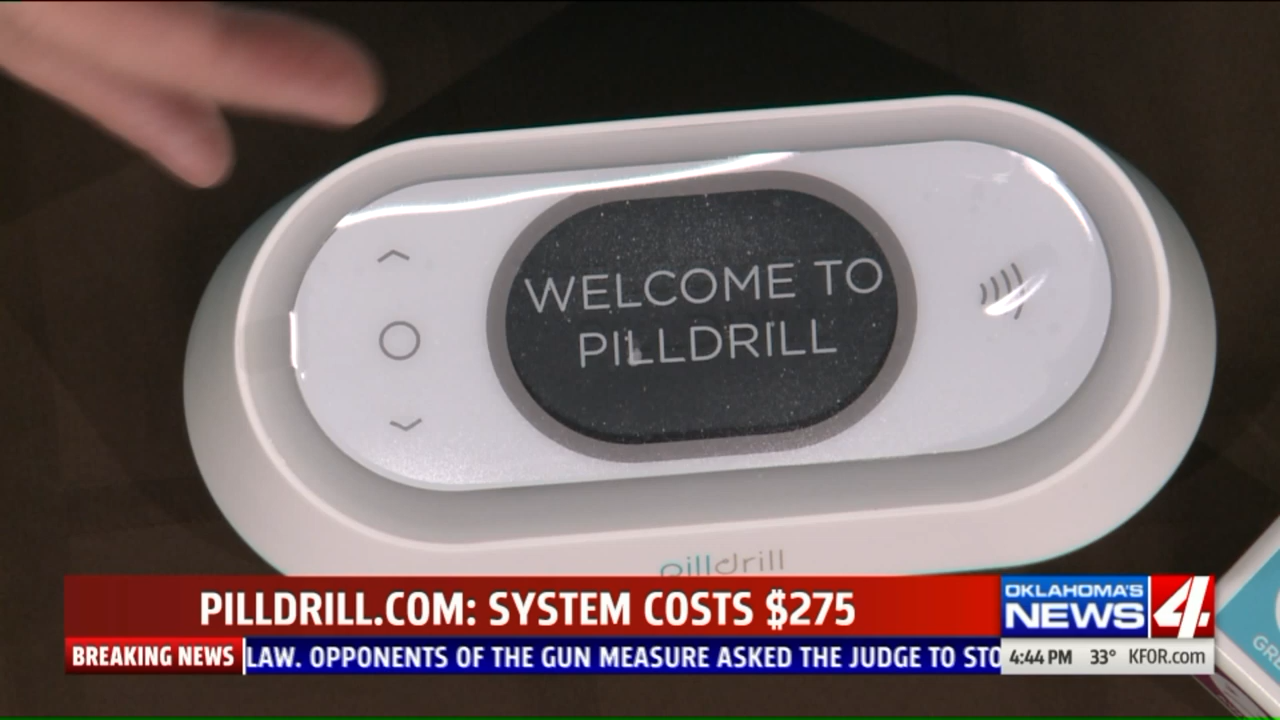 WELCOME TO
PILLDRILL
pilldrill
PILLDRILL.COM: SYSTEM COSTS $275
OKLAHOMA'S
NEWS 4
BREAKING NEWS LAW. OPPONENTS OF THE GUN MEASURE ASKED THE JUDGE TO STO
4:44 PM 33° KFOR.com